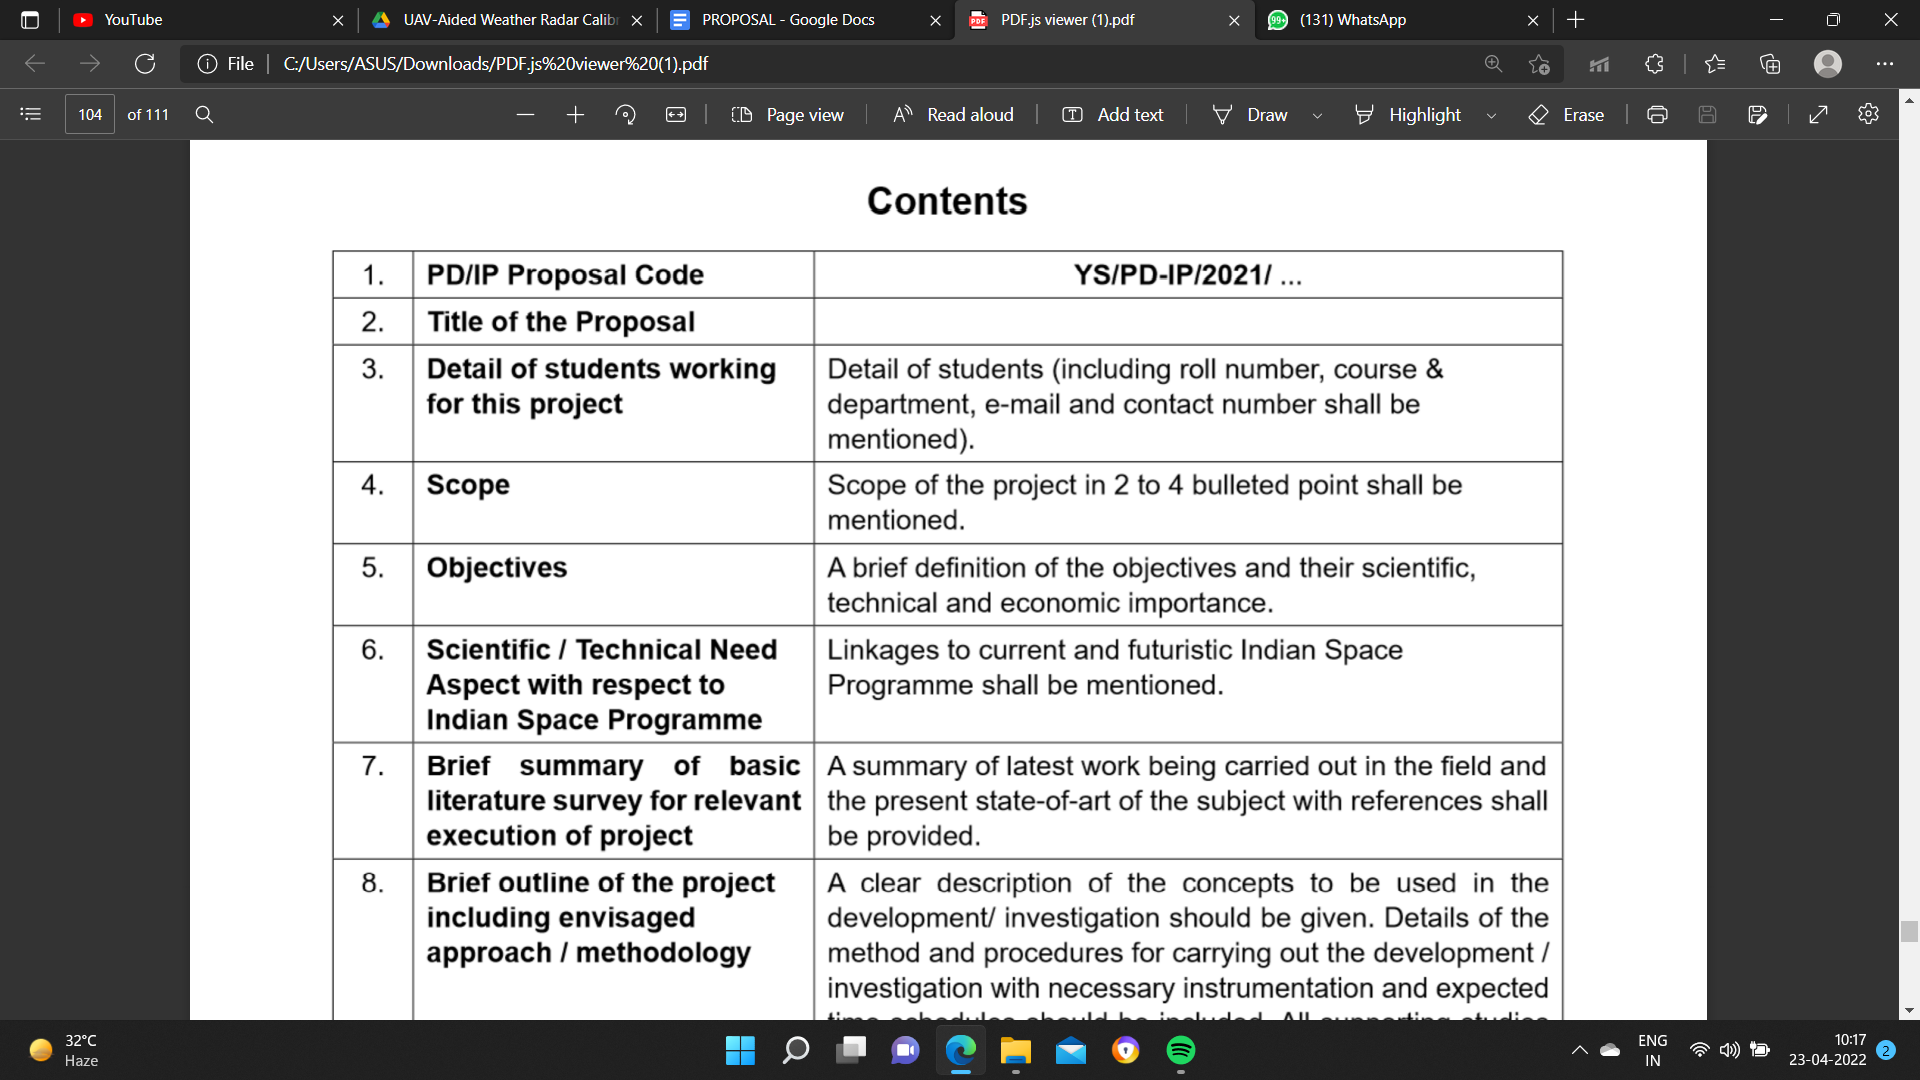 YouTube
UAV-Aided Weather Radar Calib
PROPOSAL - Google Docs
PDF.js viewer (1).pdf
99+
(131) WhatsApp
File
C:/Users/ASUS/Downloads/PDF.js%20viewer%20(1).pdf
104 of 111
Page view
Read aloud
Add text
Draw
Highlight
Erase
Contents
1. PD/IP Proposal Code YS/PD-IP/2021/ ...
2. Title of the Proposal
3. Detail of students working
for this project
Detail of students (including roll number, course &
department, e-mail and contact number shall be
mentioned).
4. Scope
Scope of the project in 2 to 4 bulleted point shall be
mentioned.
5. Objectives
A brief definition of the objectives and their scientific,
technical and economic importance.
6. Scientific / Technical Need
Aspect with respect to
Indian Space Programme
Linkages to current and futuristic Indian Space
Programme shall be mentioned.
7. Brief summary of basic
literature survey for relevant
execution of project
A summary of latest work being carried out in the field and
the present state-of-art of the subject with references shall
be provided.
8. Brief outline of the project
including envisaged
approach / methodology
A clear description of the concepts to be used in the
development/ investigation should be given. Details of the
method and procedures for carrying out the development /
investigation with necessary instrumentation and expected
time schedules should be included. All supporting studies
32°C
Haze
ENG
IN
10:17
23-04-2022
2